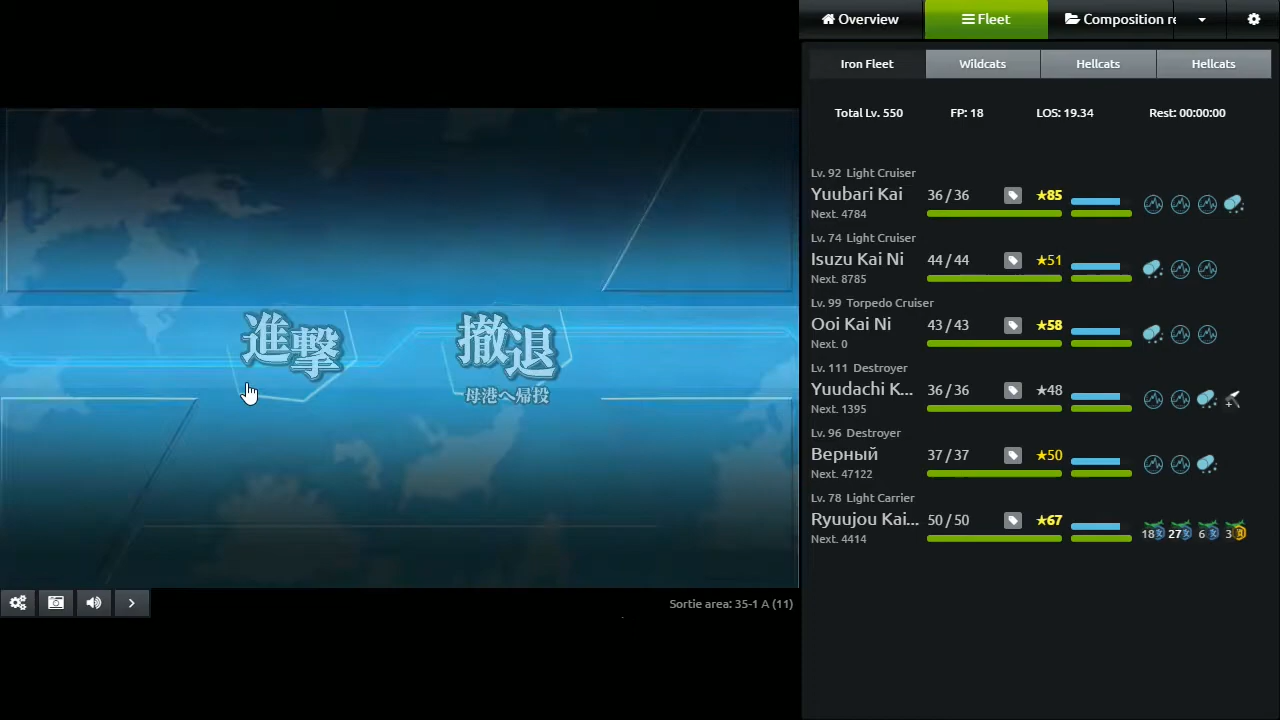 進撃
撤退
母港へ帰投
Sortie area: 35-1 A (11)
Overview
Fleet
Composition re
Iron Fleet
Wildcats
Hellcats
Hellcats
Total Lv. 550
FP: 18
LOS: 19.34
Rest: 00:00:00
Lv. 92 Light Cruiser
Yuubari Kai 36 / 36 ★85
Next. 4784
Lv. 74 Light Cruiser
Isuzu Kai Ni 44 / 44 ★51
Next. 8785
Lv. 99 Torpedo Cruiser
Ooi Kai Ni 43 / 43 ★58
Next. 0
Lv. 111 Destroyer
Yuudachi K... 36 / 36 ★48
Next. 1395
Lv. 96 Destroyer
Верный 37 / 37 ★50
Next. 47122
Lv. 78 Light Carrier
Ryuujou Kai... 50 / 50 ★67
18 27 6 3
Next. 4414